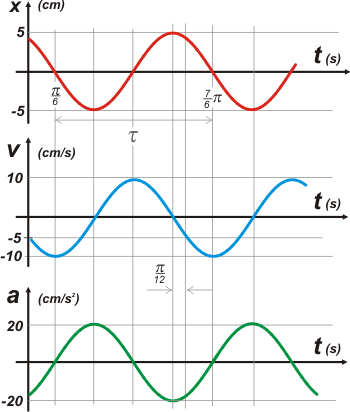 x (cm)
5
t (s)
π/6
7/6 π
-5
τ
v (cm/s)
10
t (s)
-5
-10
π/12
a (cm/s²)
20
t (s)
-20